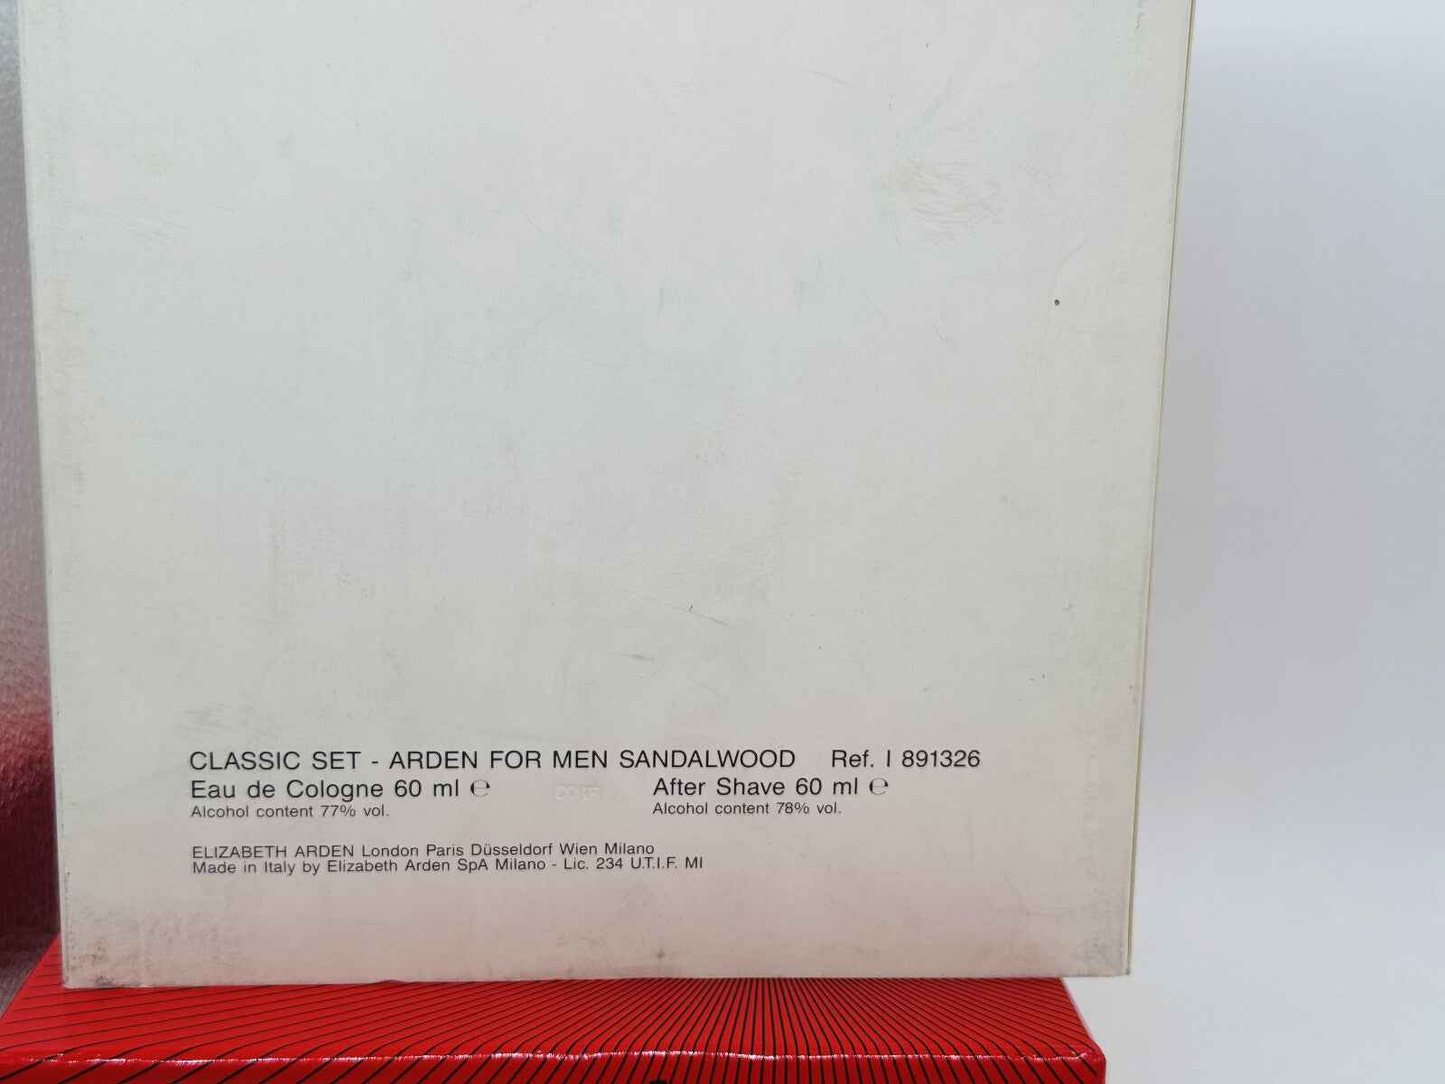 CLASSIC SET - ARDEN FOR MEN SANDALWOOD Ref. I 891326
Eau de Cologne 60 ml ℮ After Shave 60 ml ℮
Alcohol content 77% vol. Alcohol content 78% vol.
ELIZABETH ARDEN London Paris Düsseldorf Wien Milano
Made in Italy by Elizabeth Arden SpA Milano - Lic. 234 U.T.I.F. MI